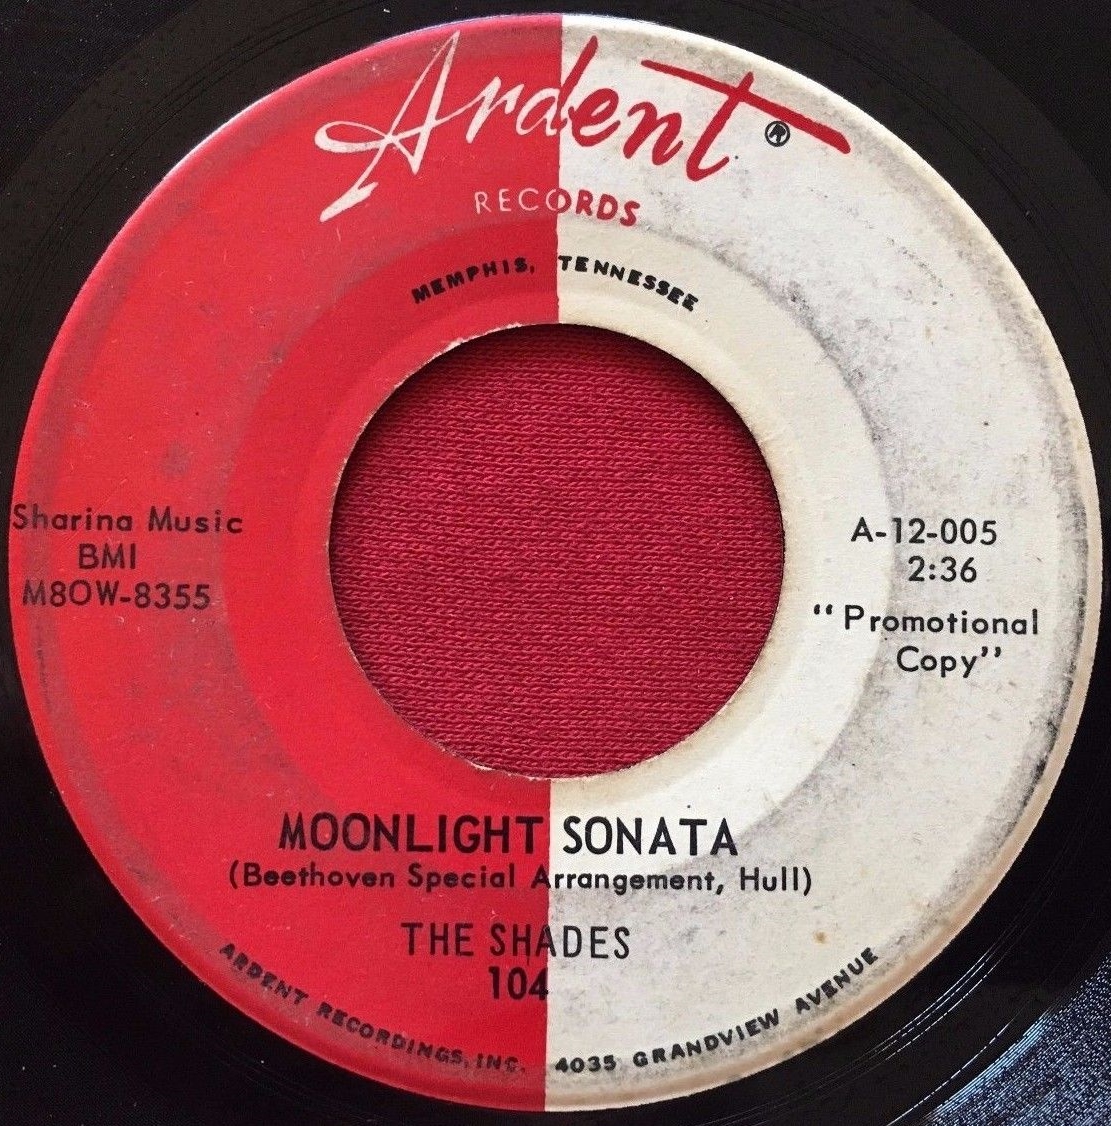 Ardent®
RECORDS
MEMPHIS, TENNESSEE
Sharina Music
BMI
M8OW-8355
A-12-005
2:36
“Promotional
Copy”
MOONLIGHT SONATA
(Beethoven Special Arrangement, Hull)
THE SHADES
104
ARDENT RECORDINGS, INC. 4035 GRANDVIEW AVENUE